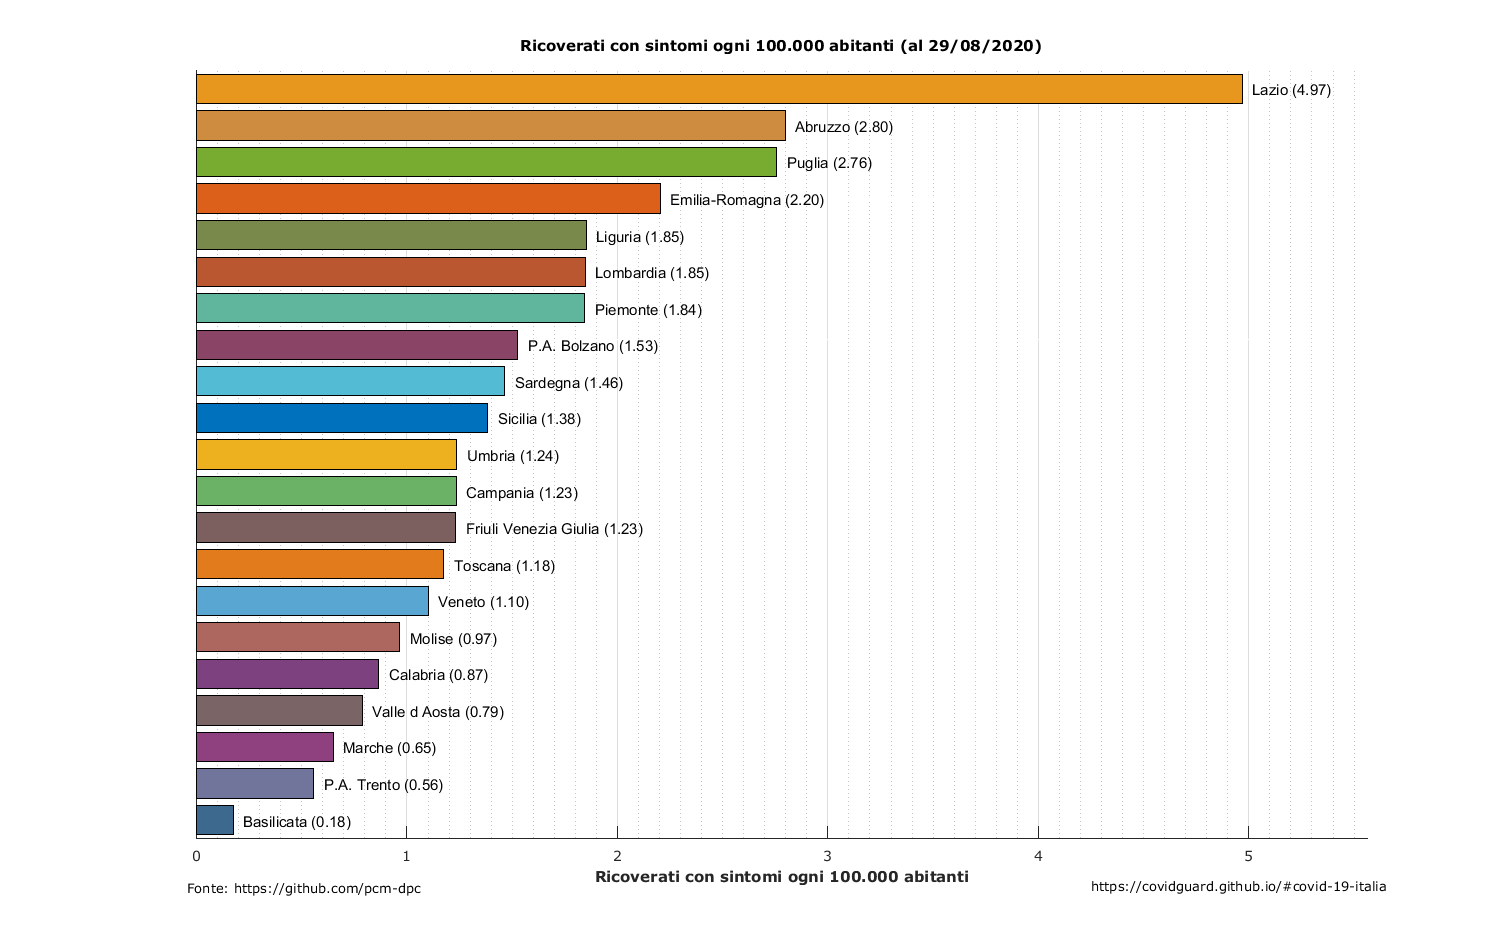 Ricoverati con sintomi ogni 100.000 abitanti (al 29/08/2020)
Lazio (4.97)
Abruzzo (2.80)
Puglia (2.76)
Emilia-Romagna (2.20)
Liguria (1.85)
Lombardia (1.85)
Piemonte (1.84)
P.A. Bolzano (1.53)
Sardegna (1.46)
Sicilia (1.38)
Umbria (1.24)
Campania (1.23)
Friuli Venezia Giulia (1.23)
Toscana (1.18)
Veneto (1.10)
Molise (0.97)
Calabria (0.87)
Valle d Aosta (0.79)
Marche (0.65)
P.A. Trento (0.56)
Basilicata (0.18)
0 1 2 3 4 5
Ricoverati con sintomi ogni 100.000 abitanti
Fonte: https://github.com/pcm-dpc
https://covidguard.github.io/#covid-19-italia